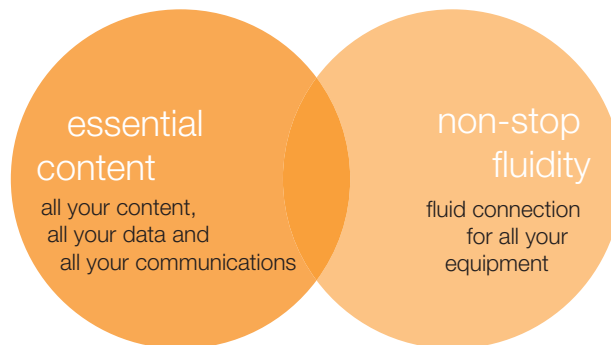 essential
content
all your content,
all your data and
all your communications
non-stop
fluidity
fluid connection
for all your
equipment